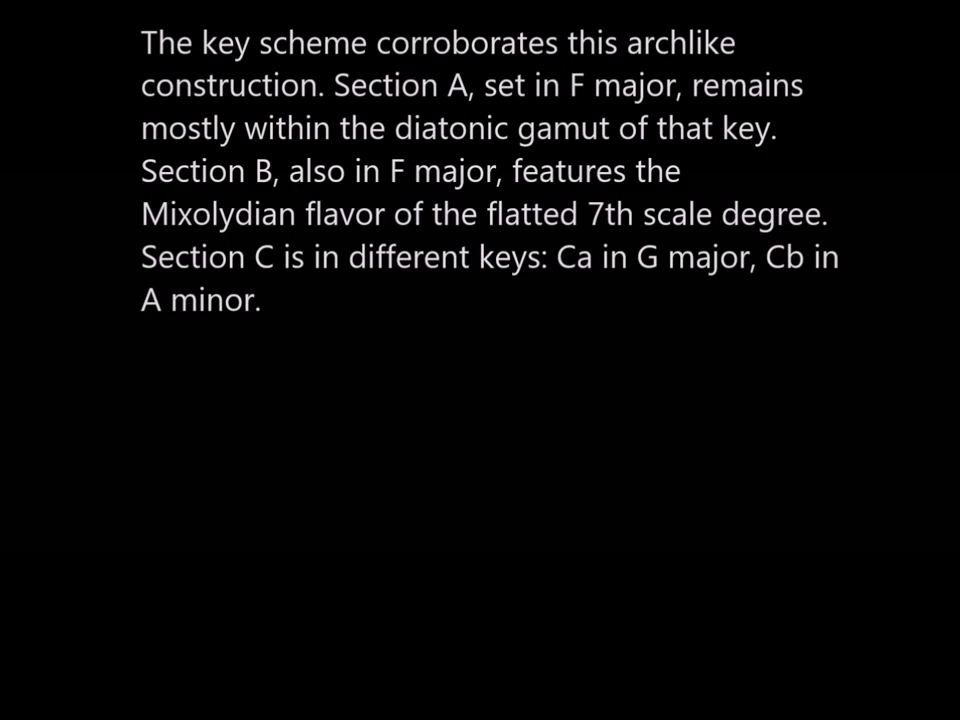 The key scheme corroborates this archlike
construction. Section A, set in F major, remains
mostly within the diatonic gamut of that key.
Section B, also in F major, features the
Mixolydian flavor of the flatted 7th scale degree.
Section C is in different keys: Ca in G major, Cb in
A minor.